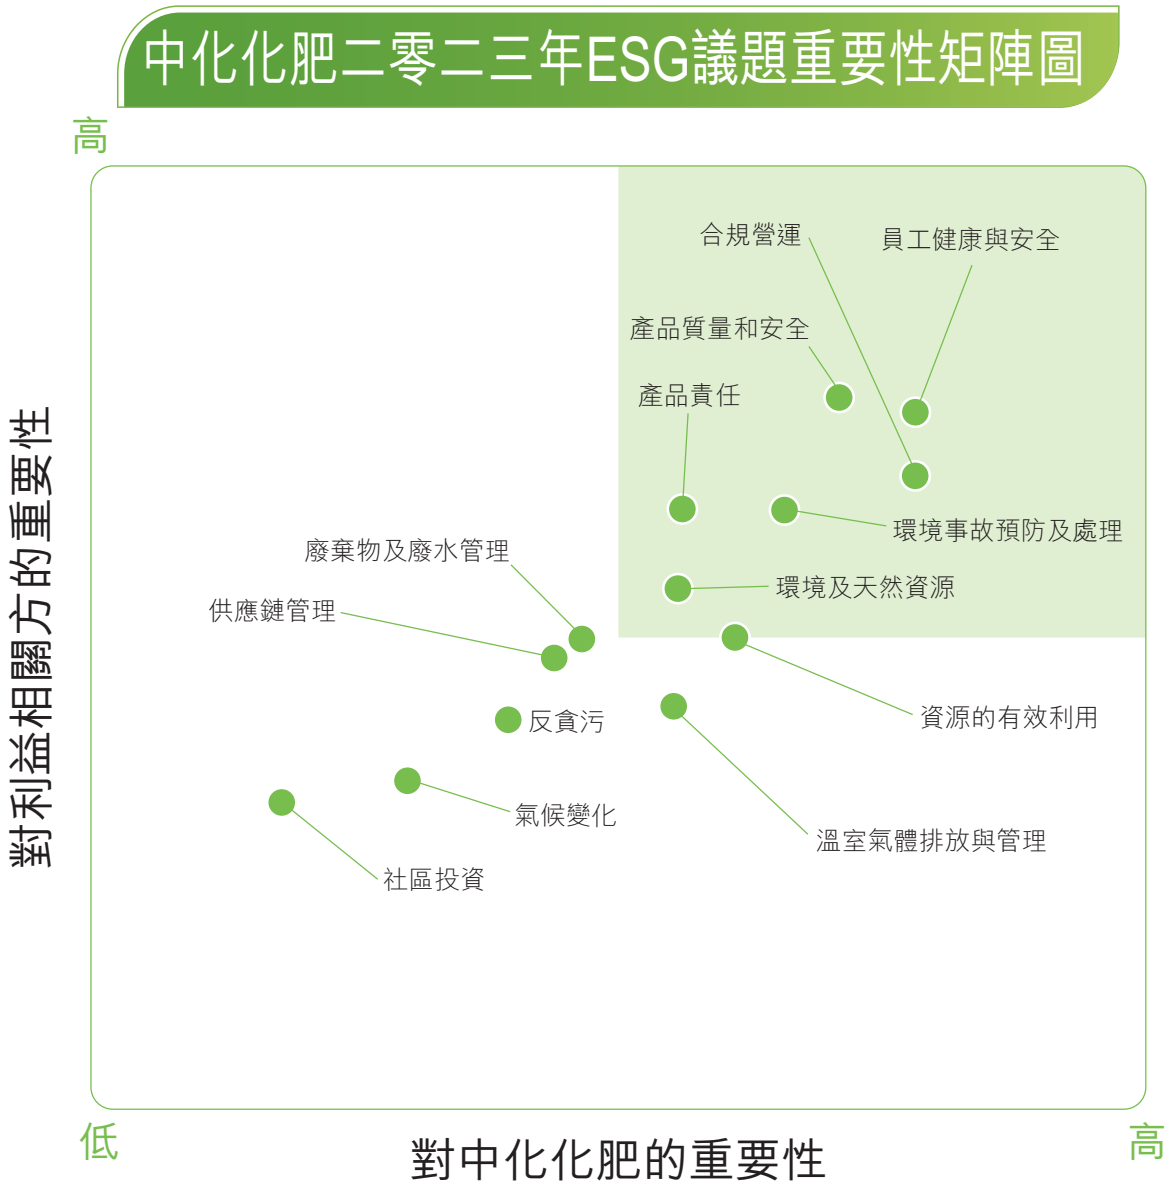 中化化肥二零二三年ESG議題重要性矩陣圖
高
合規營運
員工健康與安全
產品質量和安全
產品責任
環境事故預防及處理
廢棄物及廢水管理
環境及天然資源
供應鏈管理
資源的有效利用
反貪污
氣候變化
溫室氣體排放與管理
社區投資
對利益相關方的重要性
低
對中化化肥的重要性
高